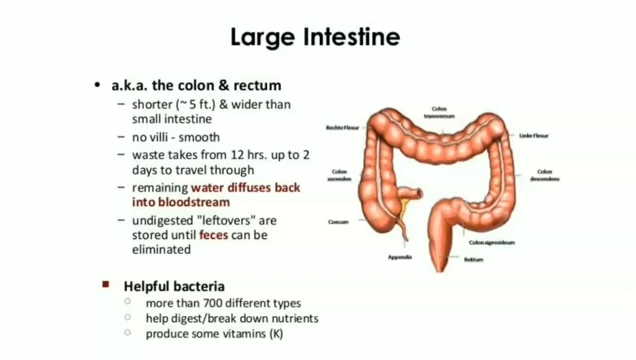 Large Intestine
• a.k.a. the colon & rectum
– shorter (~ 5 ft.) & wider than
small intestine
– no villi - smooth
– waste takes from 12 hrs. up to 2
days to travel through
– remaining water diffuses back
into bloodstream
– undigested "leftovers" are
stored until feces can be
eliminated
■ Helpful bacteria
○ more than 700 different types
○ help digest/break down nutrients
○ produce some vitamins (K)
Colon
transversum
Rechte Flexur
Linke Flexur
Colon
ascendens
Colon
descendens
Coecum
Colon sigmoideum
Appendix
Rektum